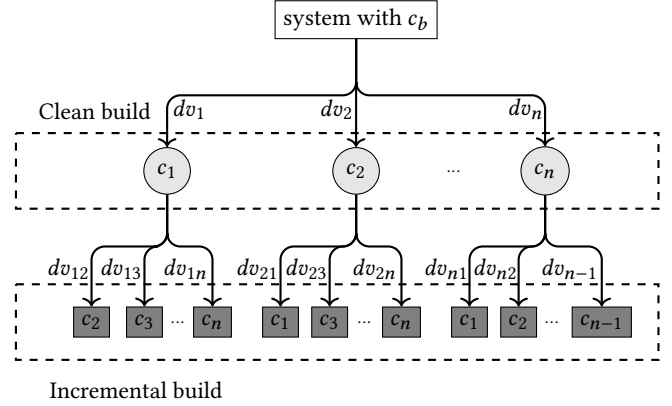 system with c_b
Clean build
dv_1 dv_2 dv_n
c_1 c_2 ... c_n
dv_12 dv_13 dv_1n dv_21 dv_23 dv_2n dv_n1 dv_n2 dv_n−1
c_2 c_3 ... c_n c_1 c_3 ... c_n c_1 c_2 ... c_n−1
Incremental build